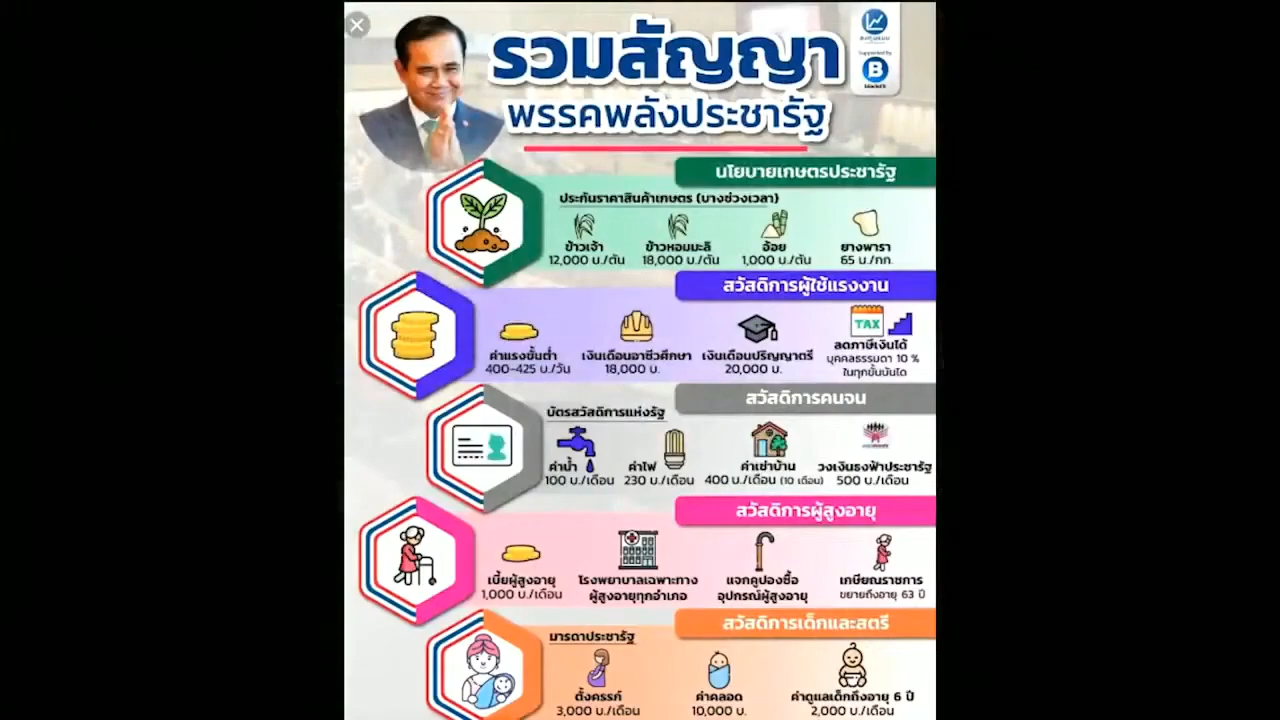 รวมสัญญา
พรรคพลังประชารัฐ
ลงทุนแมน
Supported by
B
blockdit
นโยบายเกษตรประชารัฐ
ประกันราคาสินค้าเกษตร (บางช่วงเวลา)
ข้าวเจ้า ข้าวหอมมะลิ อ้อย ยางพารา
12,000 บ./ตัน 18,000 บ./ตัน 1,000 บ./ตัน 65 บ./กก.
สวัสดิการผู้ใช้แรงงาน
TAX
ค่าแรงขั้นต่ำ เงินเดือนอาชีวศึกษา เงินเดือนปริญญาตรี ลดภาษีเงินได้
400-425 บ./วัน 18,000 บ. 20,000 บ. บุคคลธรรมดา 10 %
ในทุกขั้นบันได
สวัสดิการคนจน
บัตรสวัสดิการแห่งรัฐ
ค่าน้ำ ค่าไฟ ค่าเช่าบ้าน วงเงินธงฟ้าประชารัฐ
100 บ./เดือน 230 บ./เดือน 400 บ./เดือน (10 เดือน) 500 บ./เดือน
สวัสดิการผู้สูงอายุ
เบี้ยผู้สูงอายุ โรงพยาบาลเฉพาะทาง แจกคูปองซื้อ เกษียณราชการ
1,000 บ./เดือน ผู้สูงอายุทุกอำเภอ อุปกรณ์ผู้สูงอายุ ขยายถึงอายุ 63 ปี
สวัสดิการเด็กและสตรี
มารดาประชารัฐ
ตั้งครรภ์ ค่าคลอด ค่าดูแลเด็กถึงอายุ 6 ปี
3,000 บ./เดือน 10,000 บ. 2,000 บ./เดือน